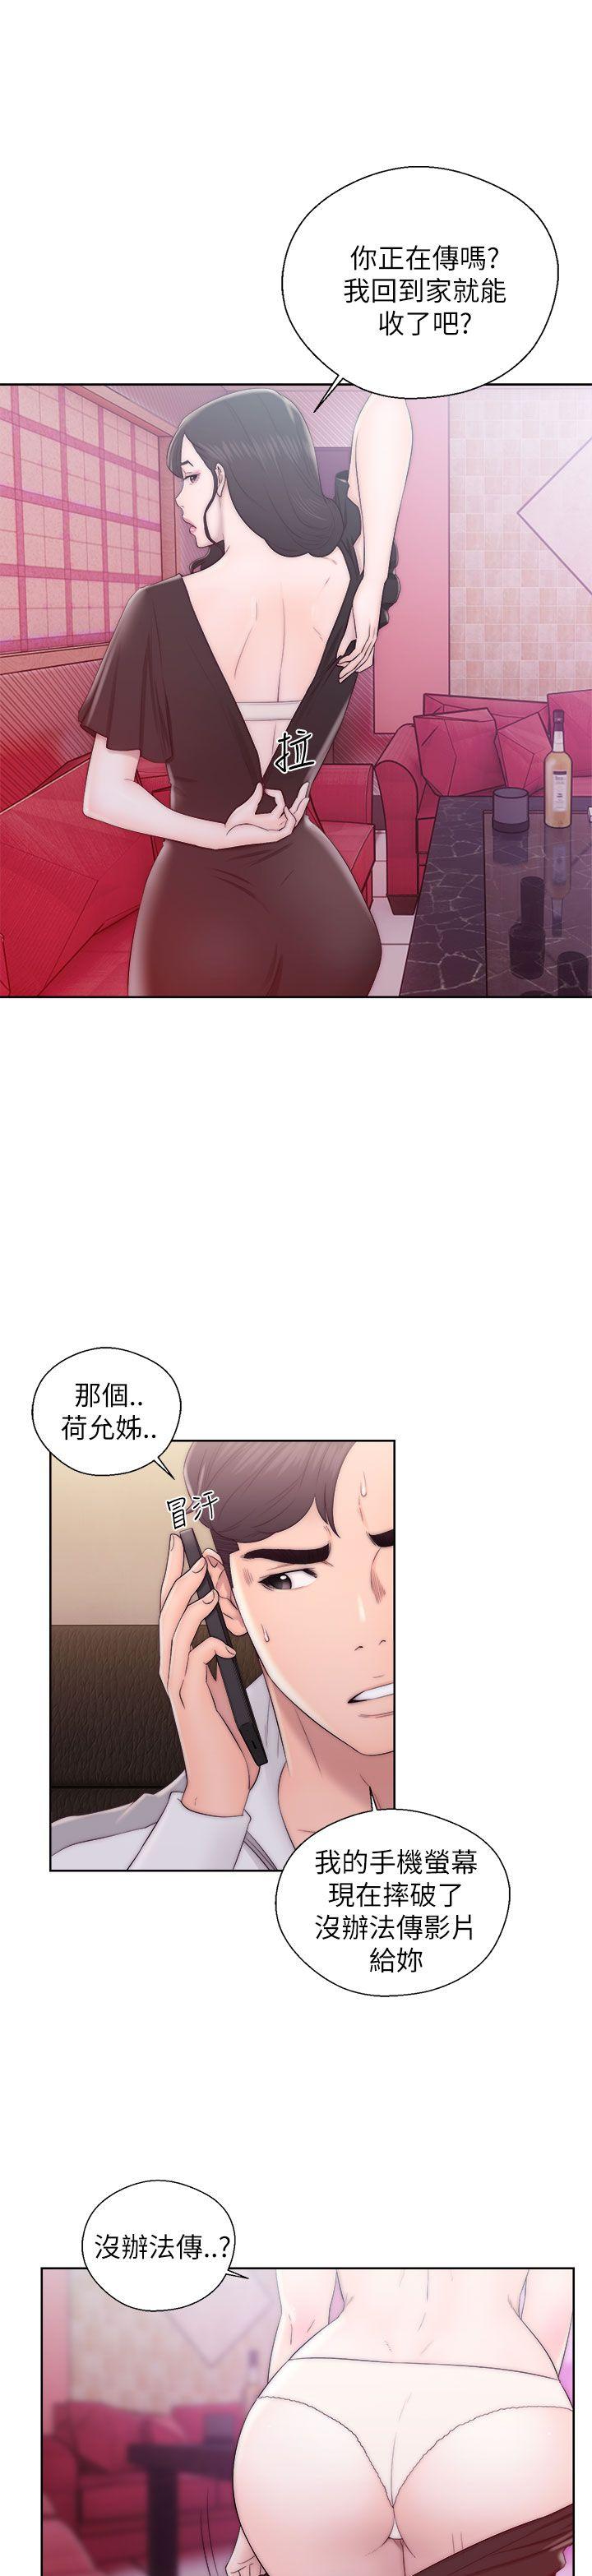 你正在傳嗎?
我回到家就能
收了吧?
拉
那個..
荷允姊..
冒汗
我的手機螢幕
現在摔破了
沒辦法傳影片
給妳
沒辦法傳..?